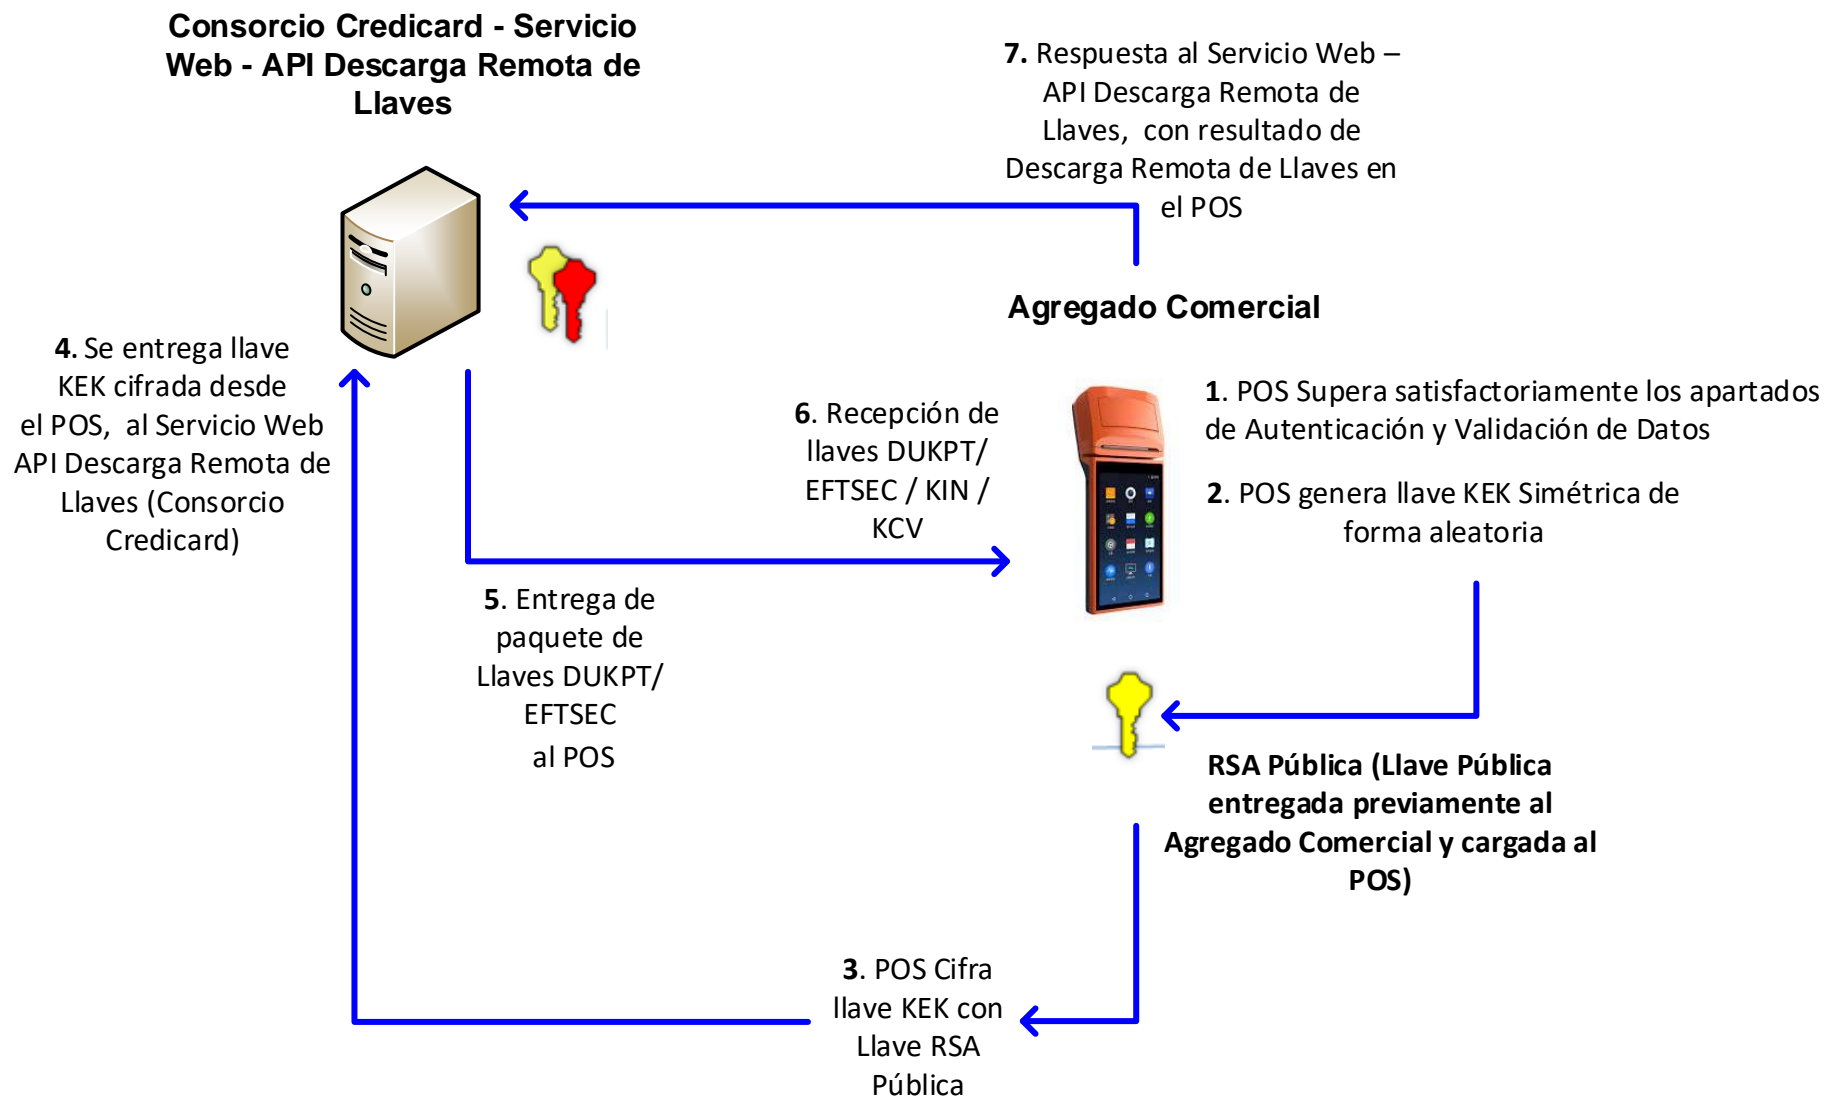 Consorcio Credicard - Servicio
Web - API Descarga Remota de
Llaves
7. Respuesta al Servicio Web –
API Descarga Remota de
Llaves, con resultado de
Descarga Remota de Llaves en
el POS
Agregado Comercial
1. POS Supera satisfactoriamente los apartados
de Autenticación y Validación de Datos
2. POS genera llave KEK Simétrica de
forma aleatoria
4. Se entrega llave
KEK cifrada desde
el POS, al Servicio Web
API Descarga Remota de
Llaves (Consorcio
Credicard)
6. Recepción de
llaves DUKPT/
EFTSEC / KIN /
KCV
5. Entrega de
paquete de
Llaves DUKPT/
EFTSEC
al POS
RSA Pública (Llave Pública
entregada previamente al
Agregado Comercial y cargada al
POS)
3. POS Cifra
llave KEK con
Llave RSA
Pública